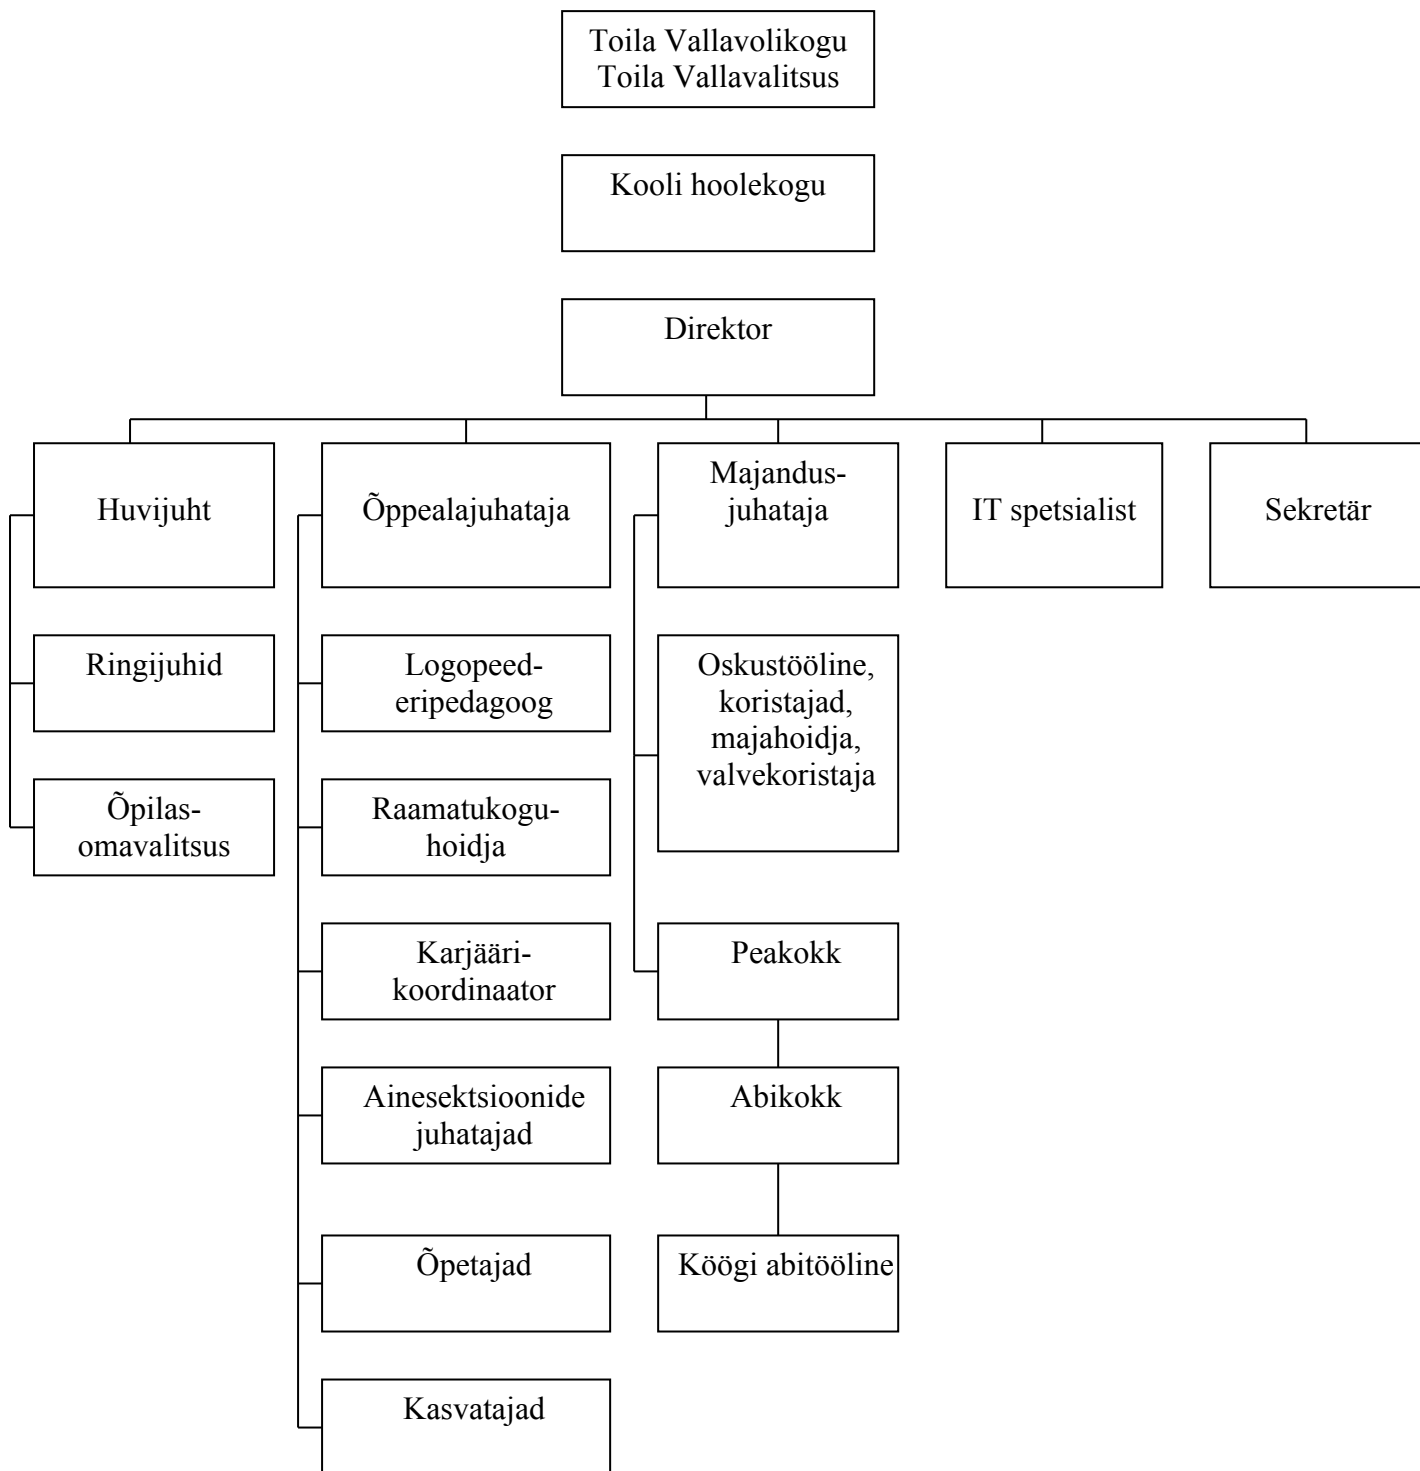 Toila Vallavolikogu
Toila Vallavalitsus
Kooli hoolekogu
Direktor
Huvijuht
Õppealajuhataja
Majandus-
juhataja
IT spetsialist
Sekretär
Ringijuhid
Logopeed-
eripedagoog
Oskustööline,
koristajad,
majahoidja,
valvekoristaja
Õpilas-
omavalitsus
Raamatukogu-
hoidja
Karjääri-
koordinaator
Peakokk
Ainesektsioonide
juhatajad
Abikokk
Õpetajad
Köögi abitööline
Kasvatajad